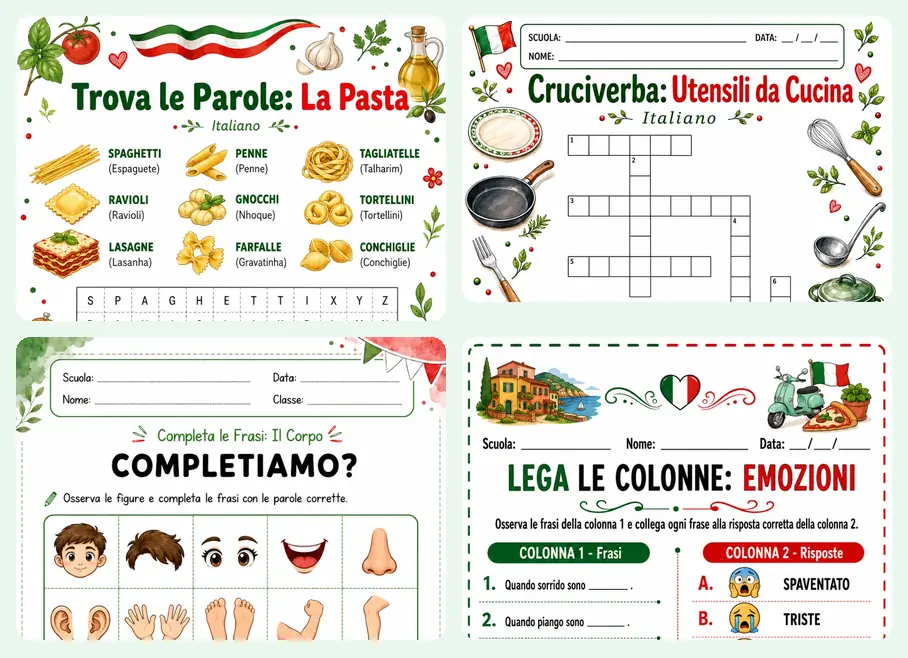 Trova le Parole: La Pasta
Italiano
SPAGHETTI
(Espaguete)
PENNE
(Penne)
TAGLIATELLE
(Talharim)
RAVIOLI
(Ravioli)
GNOCCHI
(Nhoque)
TORTELLINI
(Tortellini)
LASAGNE
(Lasanha)
FARFALLE
(Gravatinha)
CONCHIGLIE
(Conchiglie)
S P A G H E T T I X Y Z
SCUOLA: DATA: __/__/__
NOME:
Cruciverba: Utensili da Cucina
Italiano
1
2
3
4
5
6
Scuola: Data:
Nome: Classe:
Completa le Frasi: Il Corpo
COMPLETIAMO?
Osserva le figure e completa le frasi con le parole corrette.
Scuola: Nome: Data: __/__/__
LEGA LE COLONNE: EMOZIONI
Osserva le frasi della colonna 1 e collega ogni frase alla risposta corretta della colonna 2.
COLONNA 1 - Frasi
COLONNA 2 - Risposte
1. Quando sorrido sono ________ .
A. SPAVENTATO
2. Quando piango sono ________ .
B. TRISTE